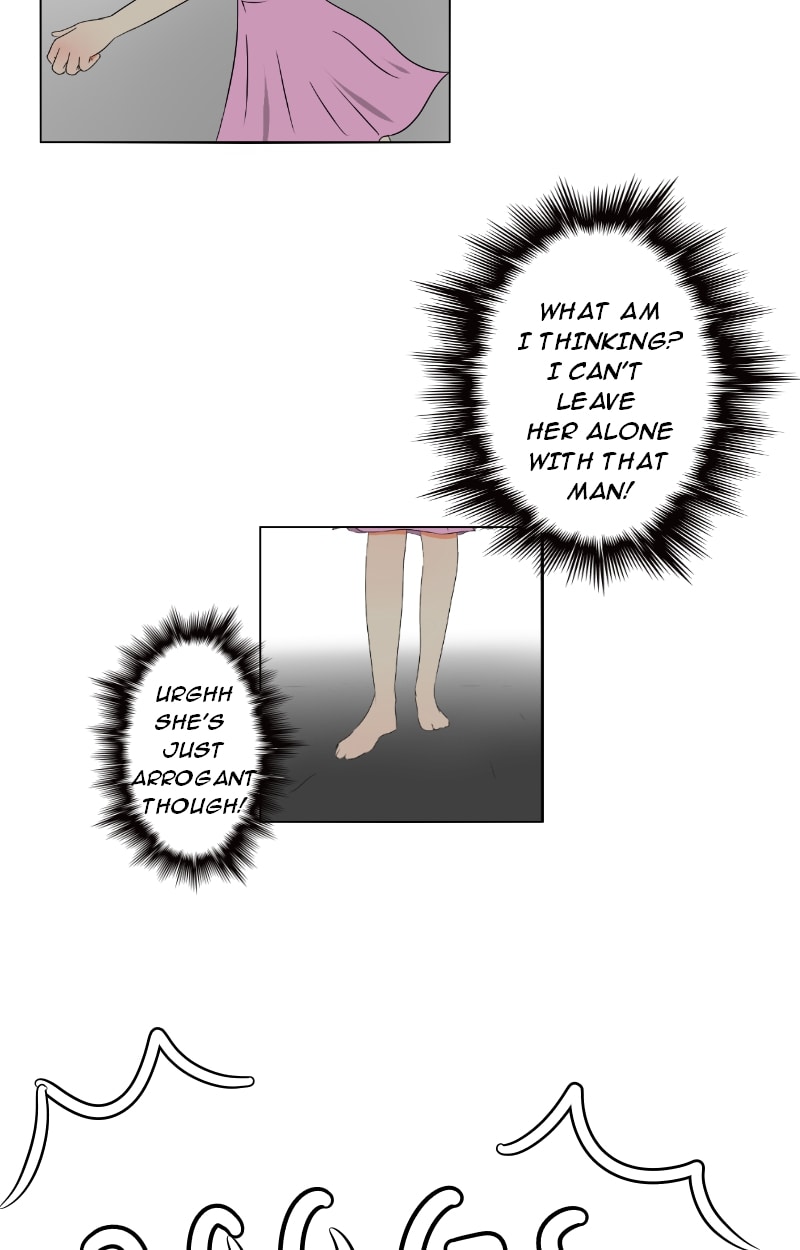 WHAT AM
I THINKING?
I CAN'T
LEAVE
HER ALONE
WITH THAT
MAN!
URGHH
SHE'S
JUST
ARROGANT
THOUGH!